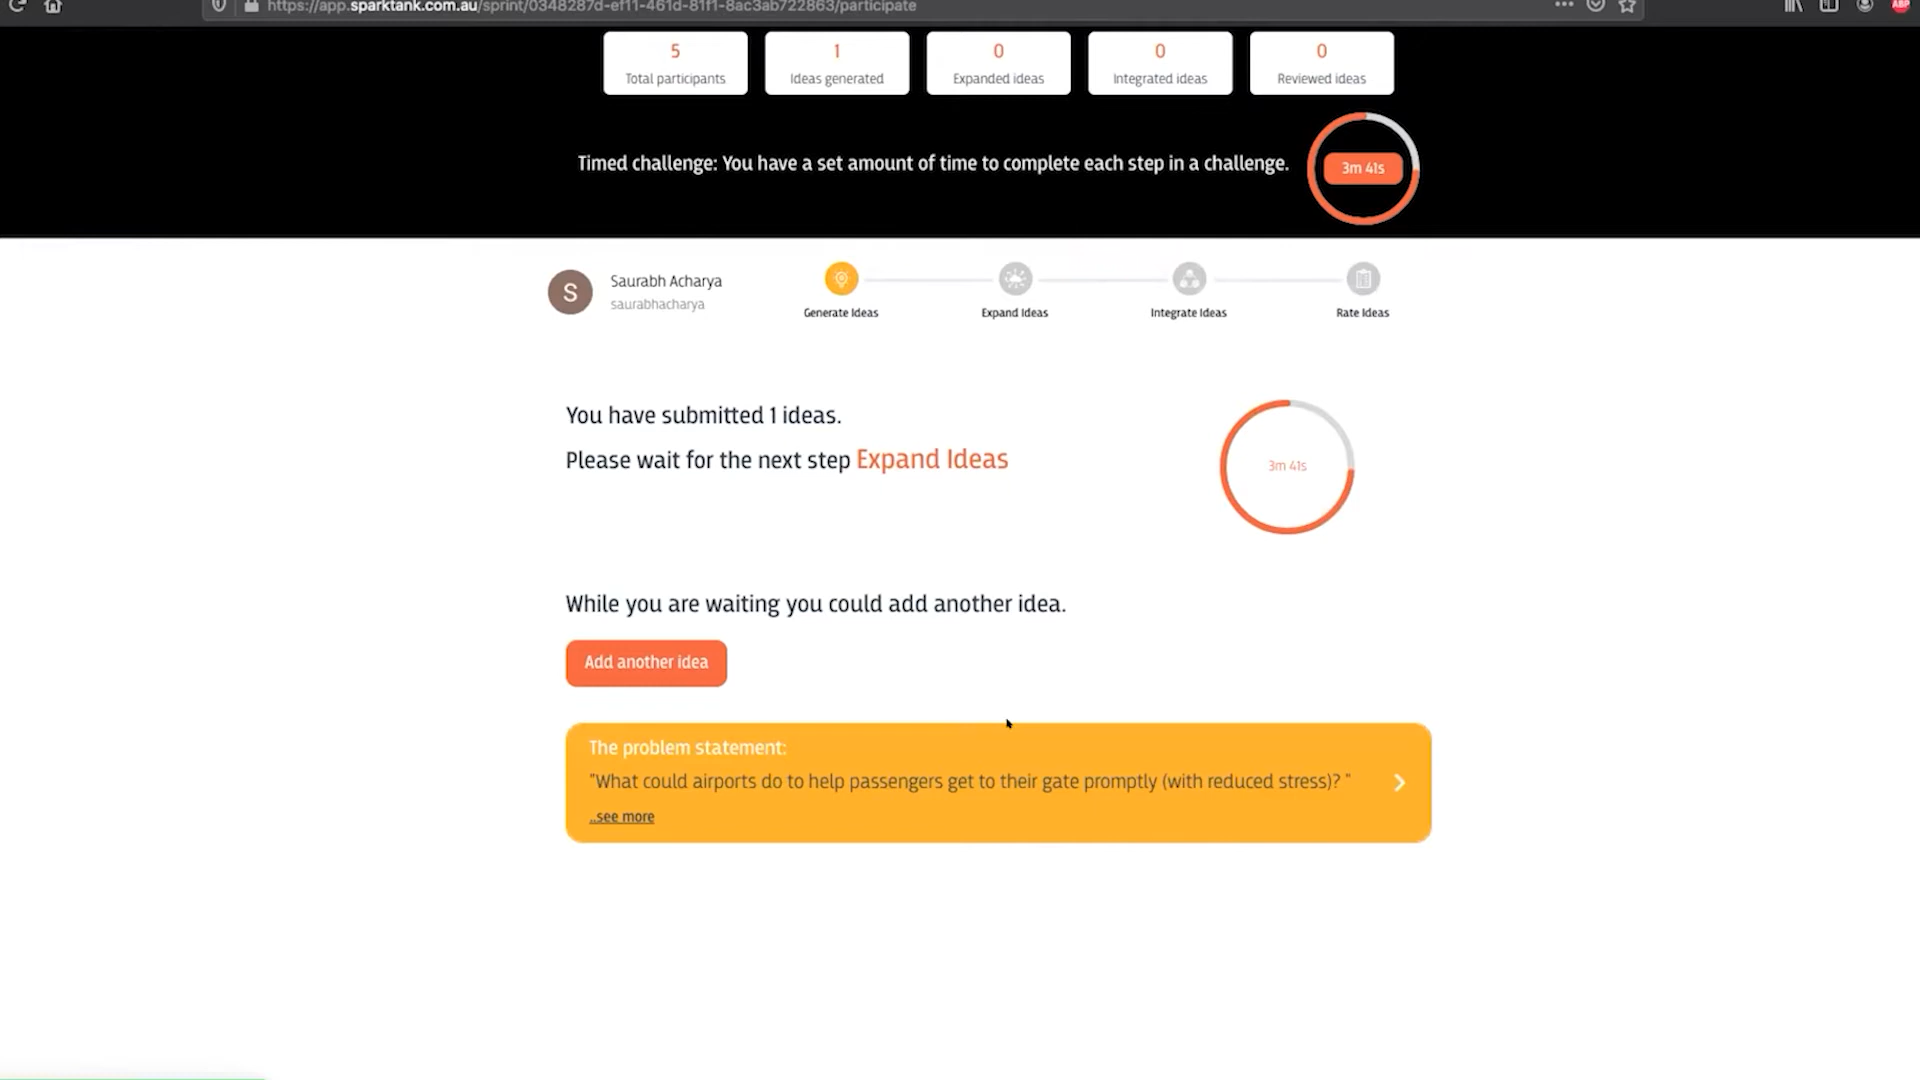 https://app.sparktank.com.au/sprint/0348287d-ef11-461d-81f1-8ac3ab722863/participate
ABP
5
Total participants
1
Ideas generated
0
Expanded ideas
0
Integrated ideas
0
Reviewed ideas
Timed challenge: You have a set amount of time to complete each step in a challenge.
3m 41s
S
Saurabh Acharya
saurabhacharya
Generate Ideas
Expand Ideas
Integrate Ideas
Rate Ideas
You have submitted 1 ideas.
Please wait for the next step Expand Ideas
3m 41s
While you are waiting you could add another idea.
Add another idea
The problem statement:
"What could airports do to help passengers get to their gate promptly (with reduced stress)? "
..see more